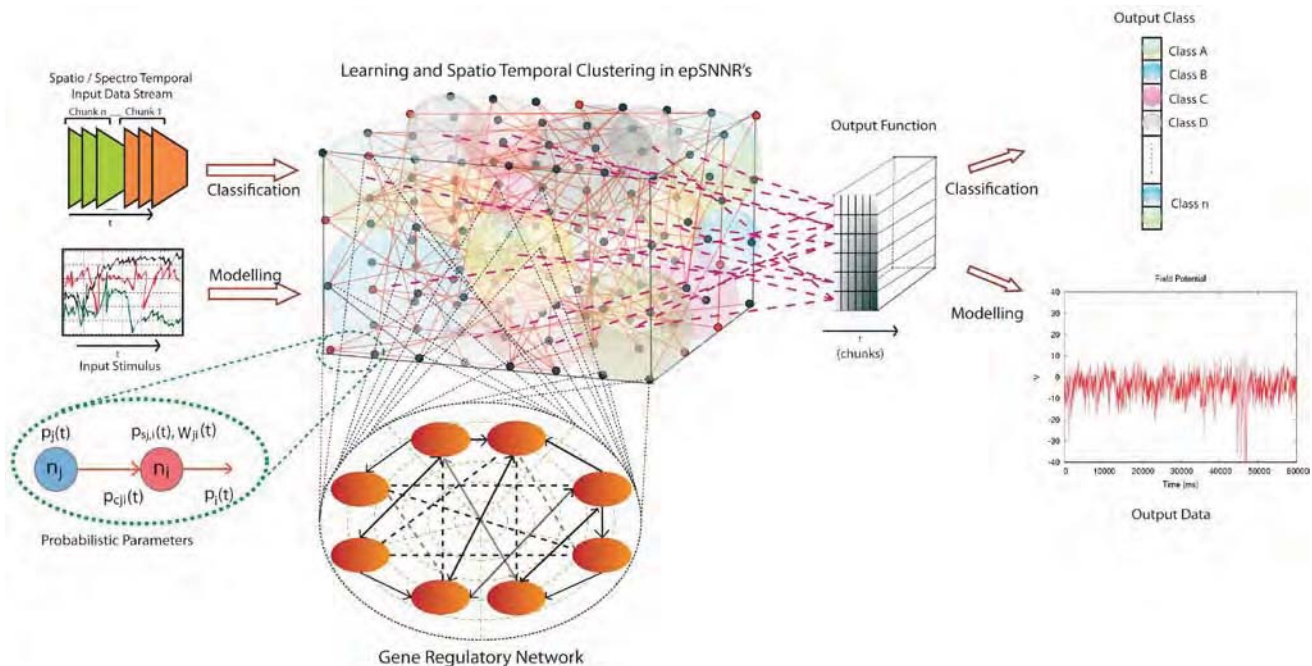 Output Class
Class A
Class B
Class C
Class D
Class n
Learning and Spatio Temporal Clustering in epSNNR's
Spatio / Spectro Temporal
Input Data Stream
Chunk n Chunk 1
t
Classification
Modelling
t
Input Stimulus
Output Function
(chunks)
Classification
Modelling
Field Potential
40
30
20
10
0
-10
-20
-30
-40
V
0 10000 20000 30000 40000 50000 60000 70000 80000
Time (ms)
Output Data
pj(t)
psj,i(t), wji(t)
nj
ni
pcji(t)
pi(t)
Probabilistic Parameters
Gene Regulatory Network